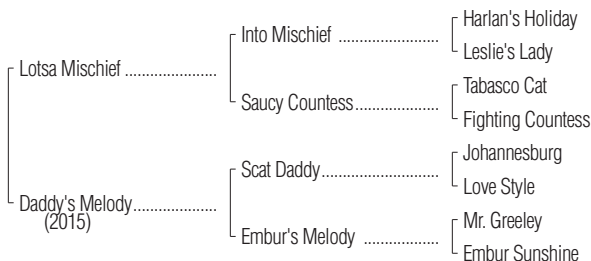 Harlan's Holiday
Into Mischief ........................
Leslie's Lady
Lotsa Mischief ......................
Tabasco Cat
Saucy Countess....................
Fighting Countess
Johannesburg
Scat Daddy............................
Love Style
Daddy's Melody....................
(2015)
Mr. Greeley
Embur's Melody ..................
Embur Sunshine